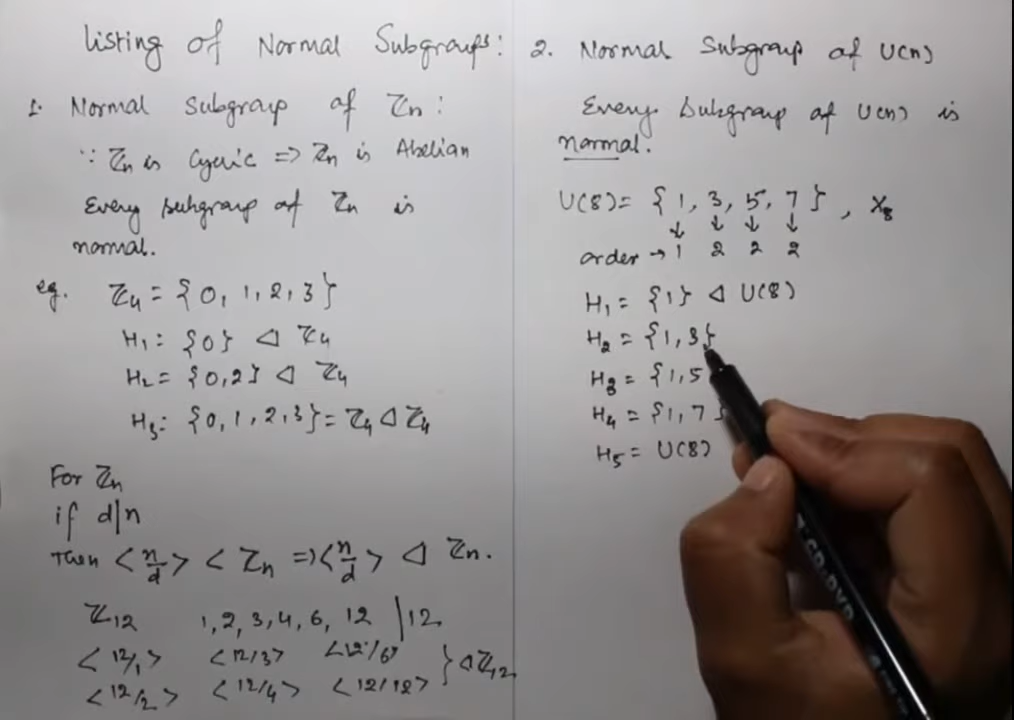 Listing of Normal Subgroups:
1. Normal Subgroup of Zn:
∵ Zn is Cyclic => Zn is Abelian
Every subgroup of Zn is
normal.
eg. Z4 = {0, 1, 2, 3}
H1 = {0} ⊲ Z4
H2 = {0, 2} ⊲ Z4
H3 = {0, 1, 2, 3} = Z4 ⊲ Z4
For Zn
if d|n
Then <n/d> < Zn => <n/d> ⊲ Zn.
Z12 1, 2, 3, 4, 6, 12 | 12
<12/1> <12/3> <12/6>
<12/2> <12/4> <12/12> } ⊲ Z12
2. Normal Subgroup of U(n)
Every Subgroup of U(n) is
normal.
U(8) = {1, 3, 5, 7}, ×8
↓ ↓ ↓ ↓
order → 1 2 2 2
H1 = {1} ⊲ U(8)
H2 = {1, 3}
H3 = {1, 5
H4 = {1, 7}
H5 = U(8)